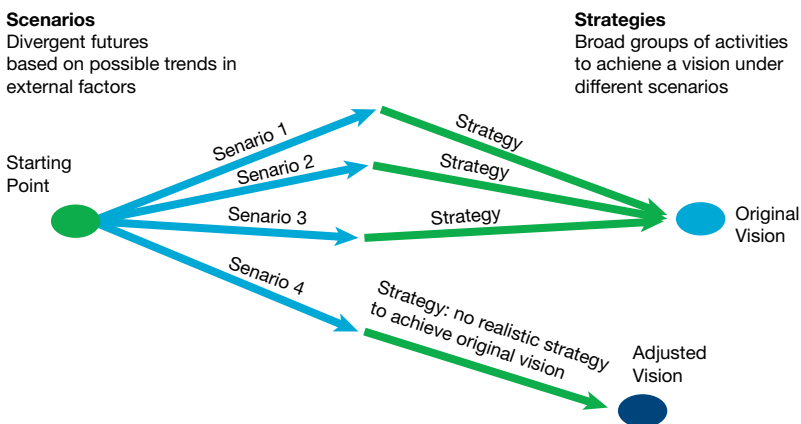 Scenarios
Divergent futures
based on possible trends in
external factors
Strategies
Broad groups of activities
to achiene a vision under
different scenarios
Starting
Point
Senario 1
Senario 2
Senario 3
Senario 4
Strategy
Strategy
Strategy
Strategy: no realistic strategy
to achieve original vision
Original
Vision
Adjusted
Vision